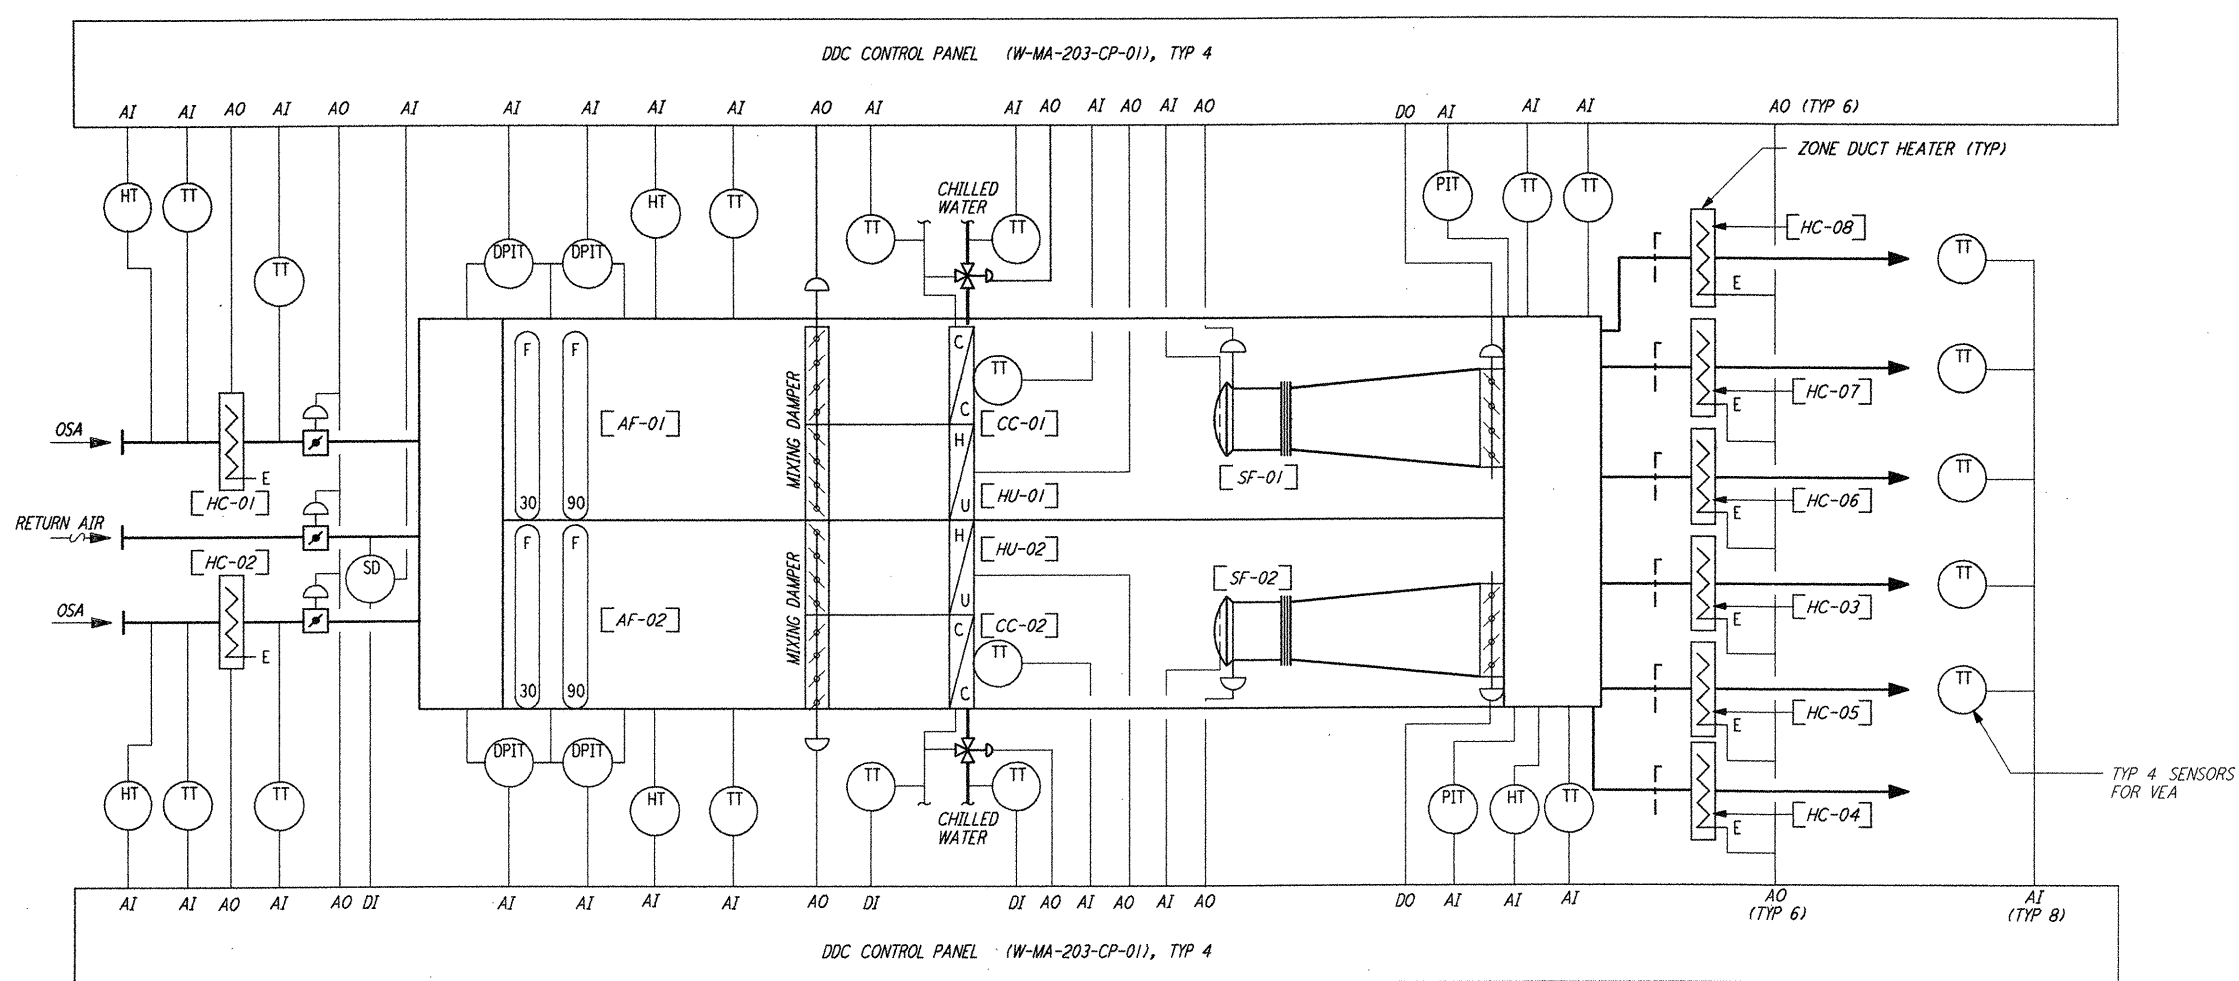 DDC CONTROL PANEL (W-MA-203-CP-01), TYP 4
AI AI AO AI AO AI AI AI AI AI AO AI AI AO AI AO AI AO DO AI AI AI AO (TYP 6)
ZONE DUCT HEATER (TYP)
HT TT HT TT PIT TT TT
CHILLED
WATER
TT TT
[HC-08]
TT
DPIT DPIT
TT
E
F F
C
TT
TT
[HC-07]
E
MIXING DAMPER
[AF-01]
C
[CC-01]
OSA
H
E
[HC-01]
30 90
U
[HU-01]
[SF-01]
TT
[HC-06]
E
RETURN AIR
[HC-02]
SD
F F
H
[HU-02]
U
[SF-02]
TT
[HC-03]
E
OSA
[AF-02]
MIXING DAMPER
C
[CC-02]
TT
E
30 90
C
TT
[HC-05]
E
DPIT DPIT
TT TT
HT TT TT
HT TT
PIT HT TT
CHILLED
WATER
[HC-04]
E
TYP 4 SENSORS
FOR VEA
AI AI AO AI AO DI AI AI AI AI AO DI DI AO AI AO AI AO DO AI AI AI AO AI
(TYP 6) (TYP 8)
DDC CONTROL PANEL (W-MA-203-CP-01), TYP 4